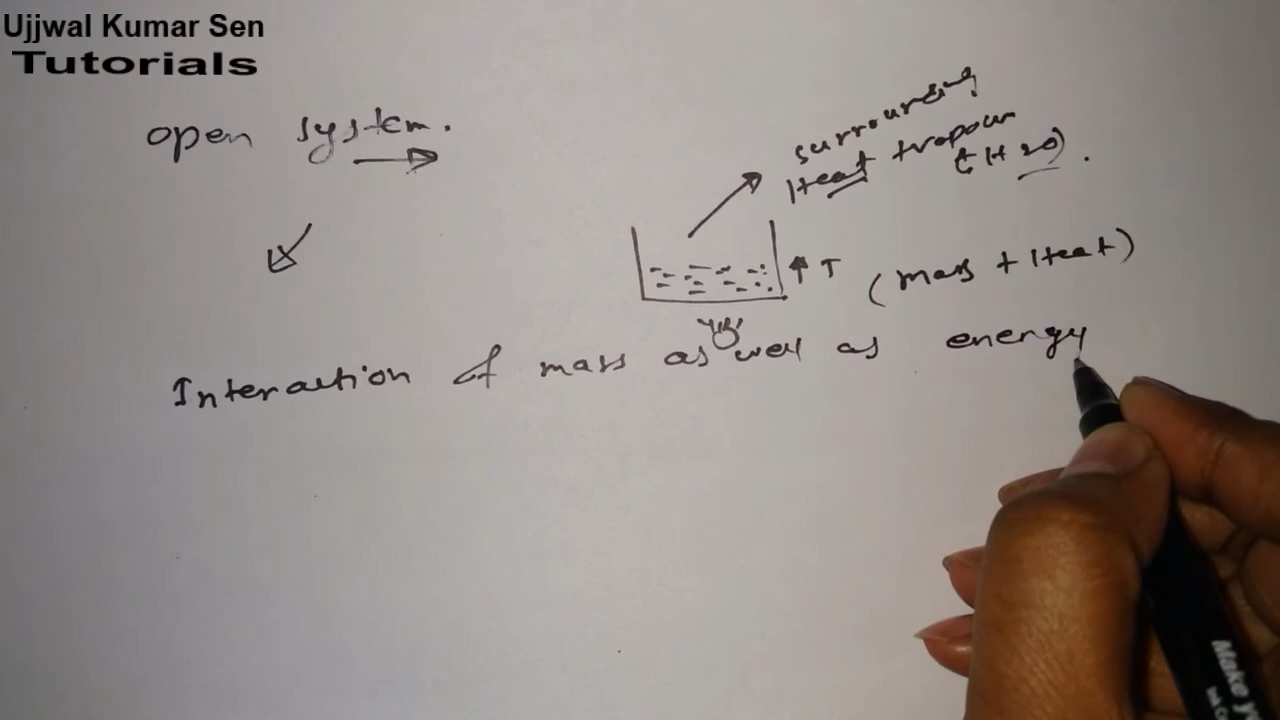 Ujjwal Kumar Sen
Tutorials
open system.
surrounding
Heat + vapour
(H2O).
↑ T
(mass + Heat)
Interaction of mass as well as energy
Make